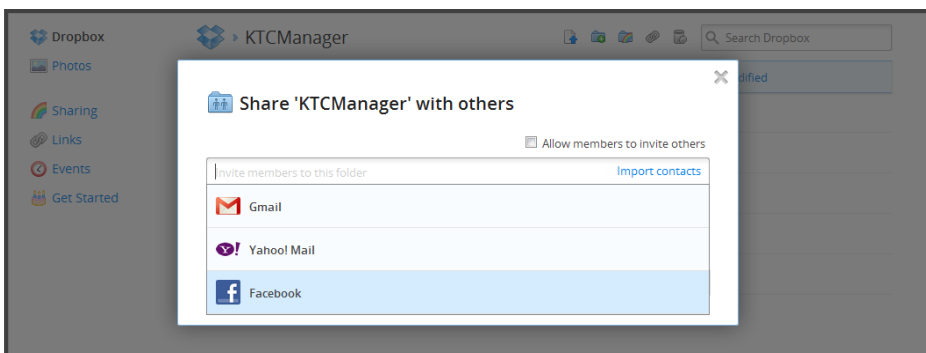 Dropbox
Photos
Sharing
Links
Events
Get Started
› KTCManager
Search Dropbox
dified
Share 'KTCManager' with others
Allow members to invite others
Invite members to this folder
Import contacts
Gmail
Y! Yahoo! Mail
f Facebook